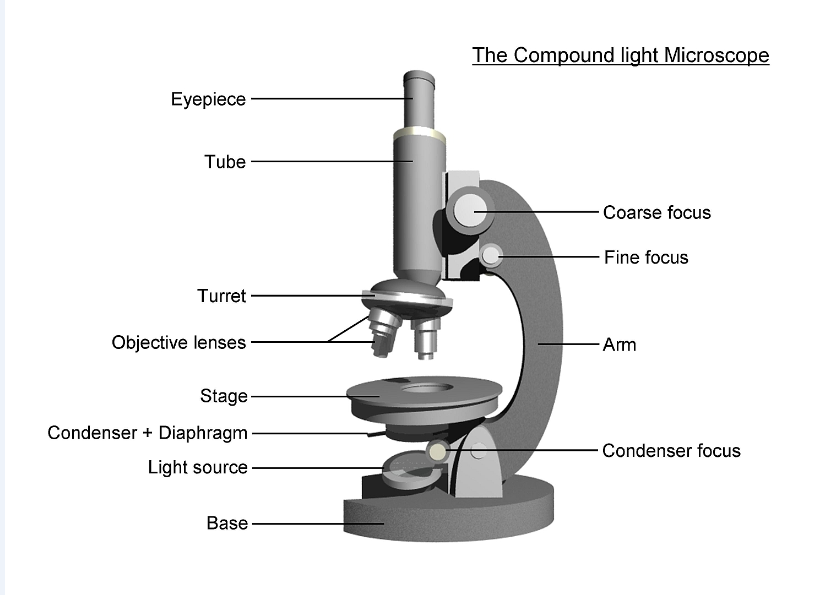 The Compound light Microscope
Eyepiece
Tube
Coarse focus
Fine focus
Turret
Objective lenses
Arm
Stage
Condenser + Diaphragm
Condenser focus
Light source
Base